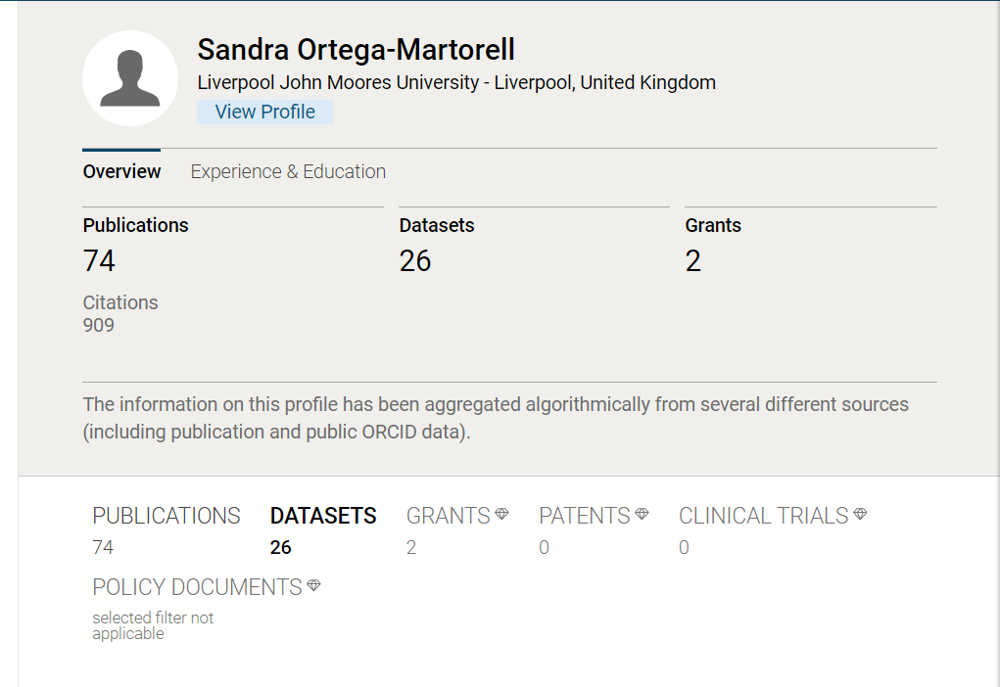 Sandra Ortega-Martorell
Liverpool John Moores University - Liverpool, United Kingdom
View Profile
Overview Experience & Education
Publications Datasets Grants
74 26 2
Citations
909
The information on this profile has been aggregated algorithmically from several different sources
(including publication and public ORCID data).
PUBLICATIONS DATASETS GRANTS PATENTS CLINICAL TRIALS
74 26 2 0 0
POLICY DOCUMENTS
selected filter not
applicable